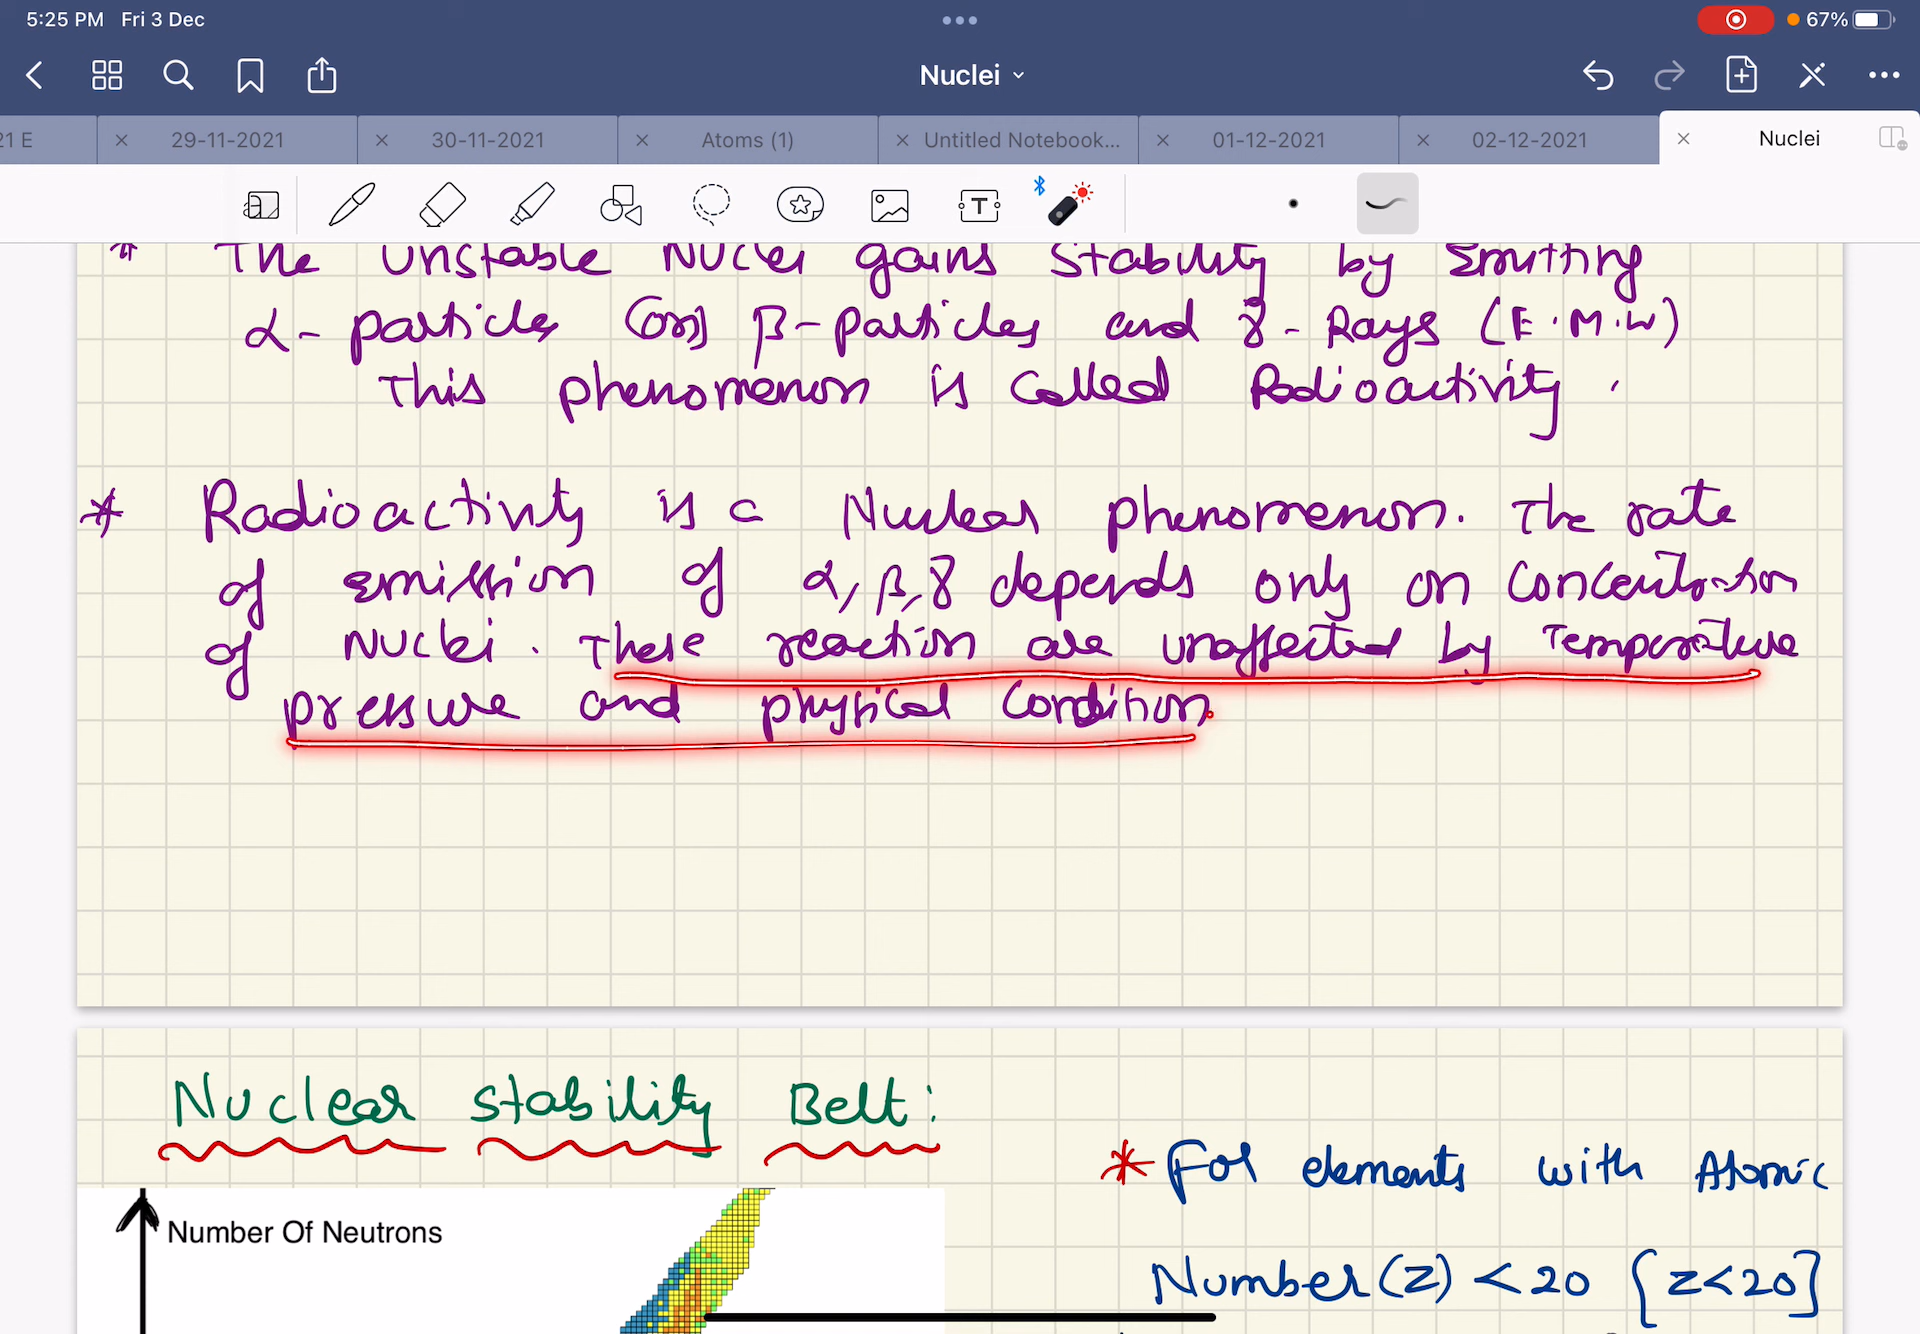 5:25 PM Fri 3 Dec
67%
Nuclei
21 E
29-11-2021
30-11-2021
Atoms (1)
Untitled Notebook...
01-12-2021
02-12-2021
Nuclei
* The unstable Nuclei gains stability by Emitting
α- particles (or) β-particles and γ- Rays (E.M.W)
This phenomenon is called Radioactivity.
* Radioactivity is a Nuclear phenomenon. The rate
of emission of α, β, γ depends only on concentration
of Nuclei. These reaction are unaffected by Temperature
pressure and physical condition.
Nuclear Stability Belt:
Number Of Neutrons
* For elements with Atomic
Number (Z) < 20 [Z<20]